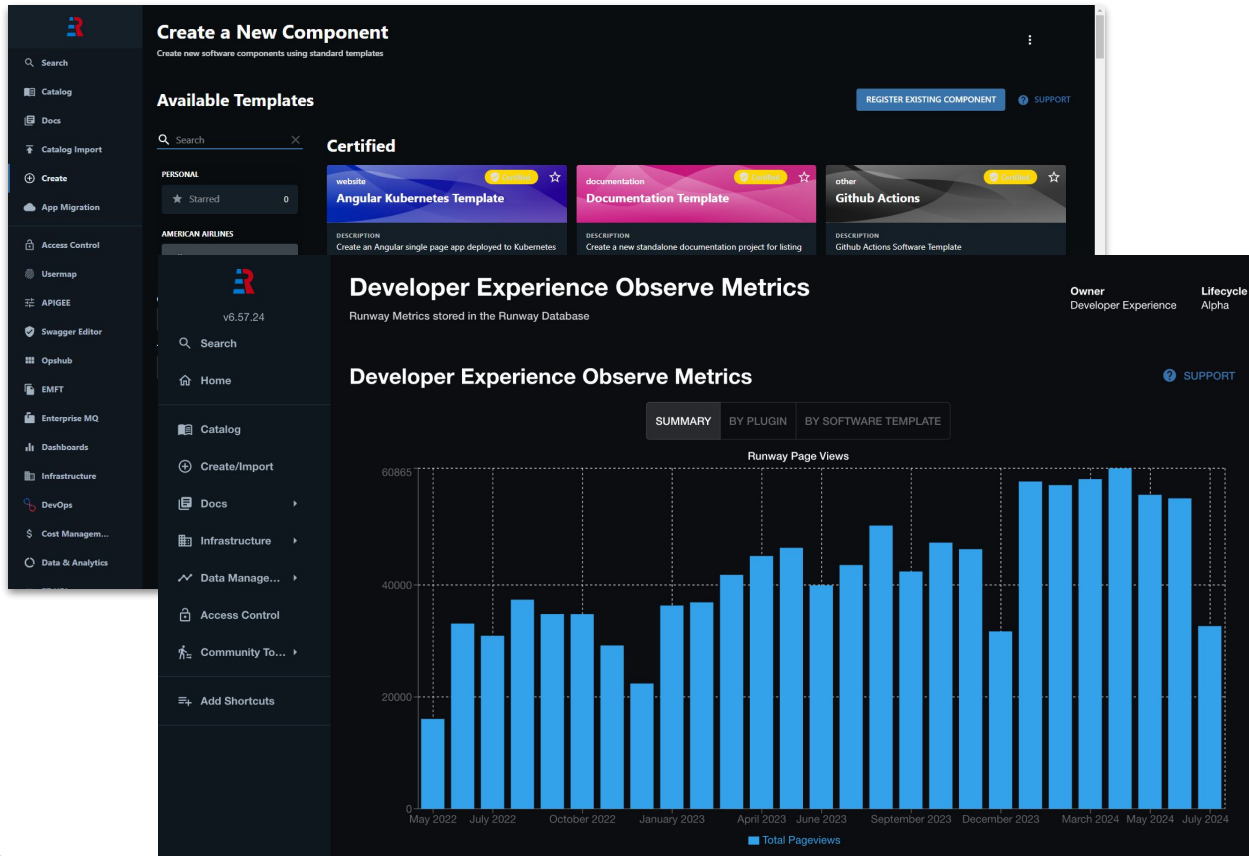 Search
Catalog
Docs
Catalog Import
Create
App Migration
Access Control
Usermap
APIGEE
Swagger Editor
Opshub
EMFT
Enterprise MQ
Dashboards
Infrastructure
DevOps
Cost Managem...
Data & Analytics
Create a New Component
Create new software components using standard templates
Available Templates
REGISTER EXISTING COMPONENT
SUPPORT
Search
PERSONAL
Starred 0
AMERICAN AIRLINES
Certified
website
Certified
Angular Kubernetes Template
DESCRIPTION
Create an Angular single page app deployed to Kubernetes
documentation
Certified
Documentation Template
DESCRIPTION
Create a new standalone documentation project for listing
other
Certified
Github Actions
DESCRIPTION
Github Actions Software Template
v6.57.24
Search
Home
Catalog
Create/Import
Docs
Infrastructure
Data Manage...
Access Control
Community To...
Add Shortcuts
Developer Experience Observe Metrics
Runway Metrics stored in the Runway Database
Owner
Developer Experience
Lifecycle
Alpha
Developer Experience Observe Metrics
SUPPORT
SUMMARY BY PLUGIN BY SOFTWARE TEMPLATE
Runway Page Views
60865
40000
20000
0
May 2022 July 2022 October 2022 January 2023 April 2023 June 2023 September 2023 December 2023 March 2024 May 2024 July 2024
Total Pageviews